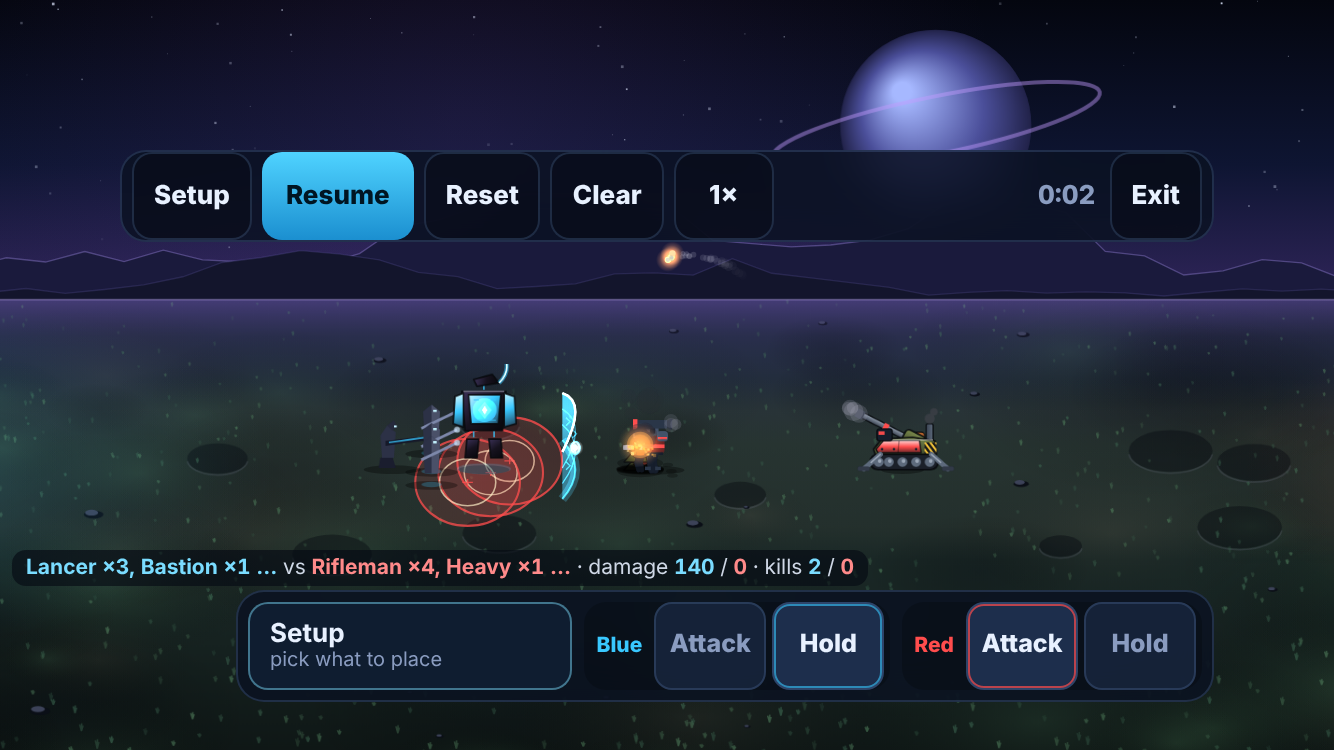 Setup Resume Reset Clear 1× 0:02 Exit
Lancer ×3, Bastion ×1 ... vs Rifleman ×4, Heavy ×1 ... · damage 140 / 0 · kills 2 / 0
Setup
pick what to place
Blue Attack Hold Red Attack Hold